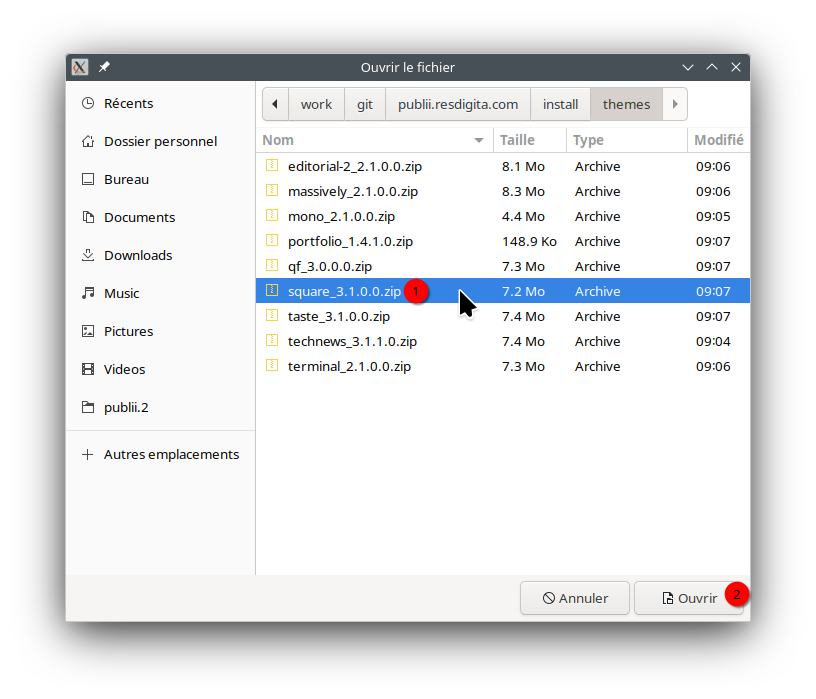 Ouvrir le fichier
Récents
Dossier personnel
Bureau
Documents
Downloads
Music
Pictures
Videos
publii.2
Autres emplacements
work git publii.resdigita.com install themes
Nom Taille Type Modifié
editorial-2_2.1.0.0.zip 8.1 Mo Archive 09:06
massively_2.1.0.0.zip 8.3 Mo Archive 09:06
mono_2.1.0.0.zip 4.4 Mo Archive 09:05
portfolio_1.4.1.0.zip 148.9 Ko Archive 09:07
qf_3.0.0.0.zip 7.3 Mo Archive 09:07
square_3.1.0.0.zip 1 7.2 Mo Archive 09:07
taste_3.1.0.0.zip 7.4 Mo Archive 09:07
technews_3.1.1.0.zip 7.4 Mo Archive 09:04
terminal_2.1.0.0.zip 7.3 Mo Archive 09:06
Annuler Ouvrir 2